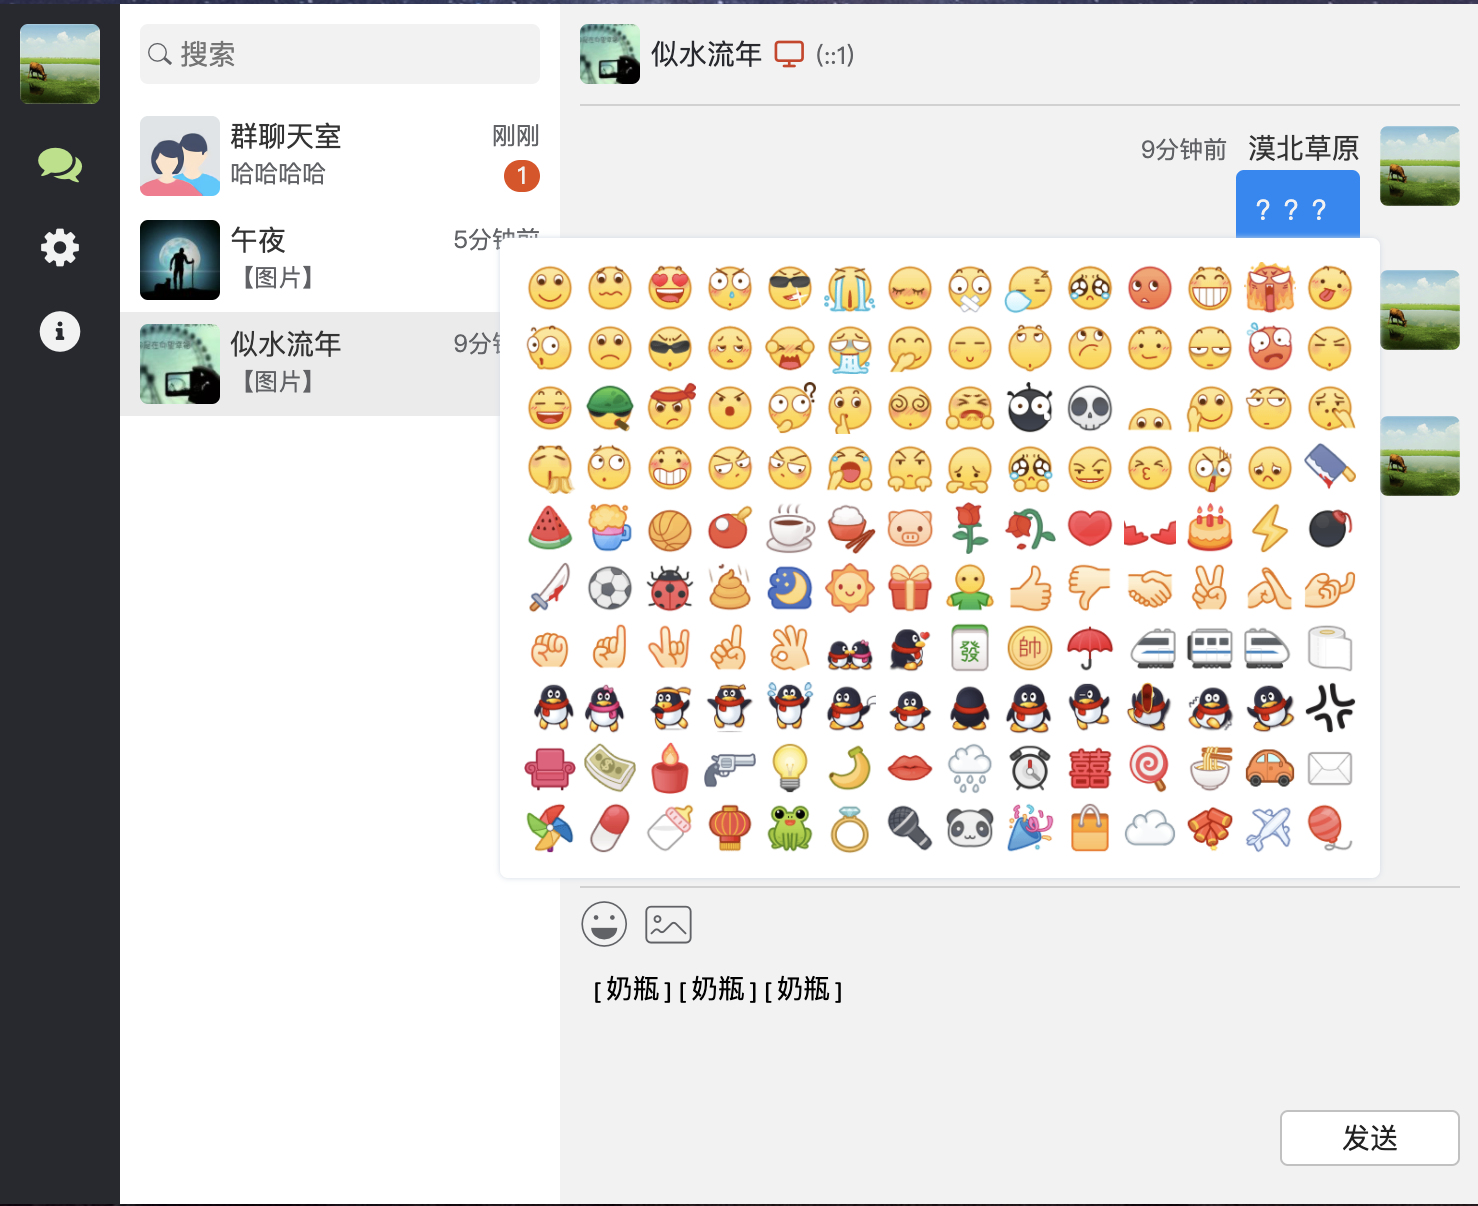 搜索
群聊天室 刚刚
哈哈哈哈 1
午夜 5分钟前
【图片】
似水流年 9分
【图片】
似水流年 (::1)
9分钟前 漠北草原
？？？
發
帥
囍
[奶瓶][奶瓶][奶瓶]
发送